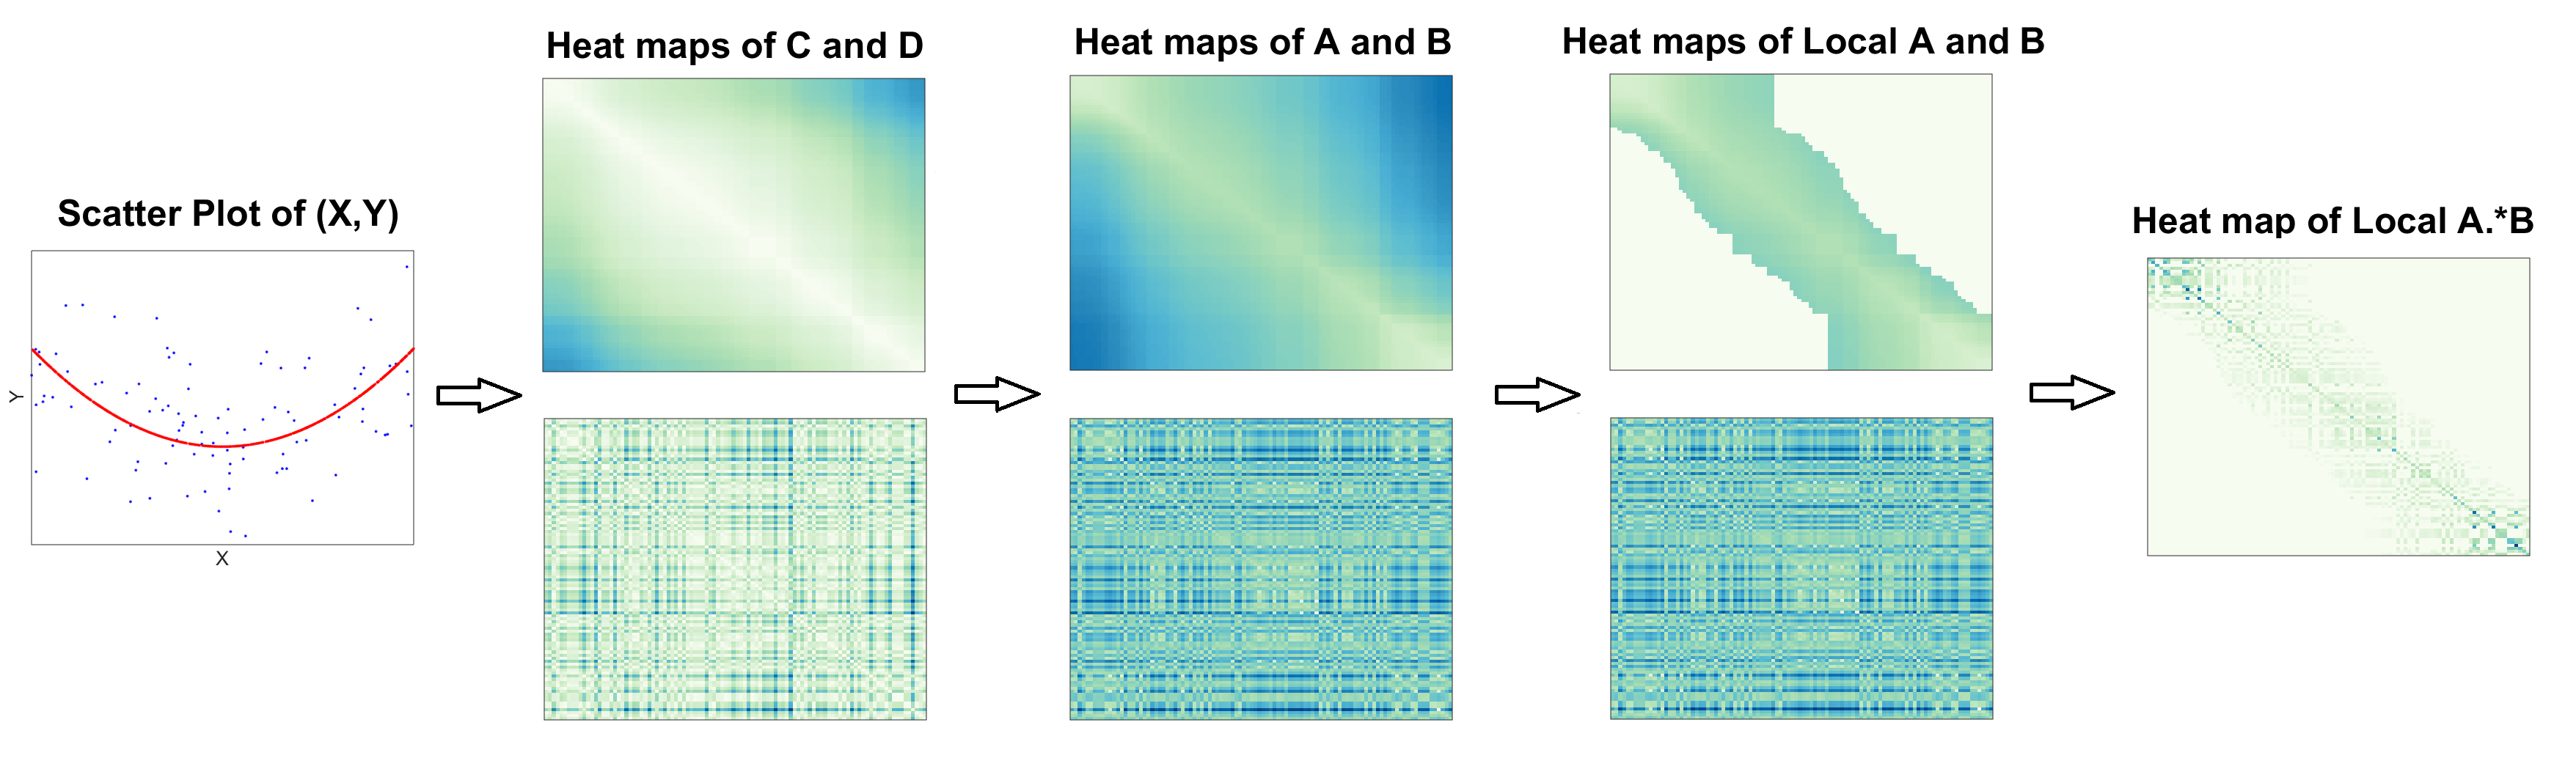 Scatter Plot of (X,Y)
Y
X
Heat maps of C and D
Heat maps of A and B
Heat maps of Local A and B
Heat map of Local A.*B